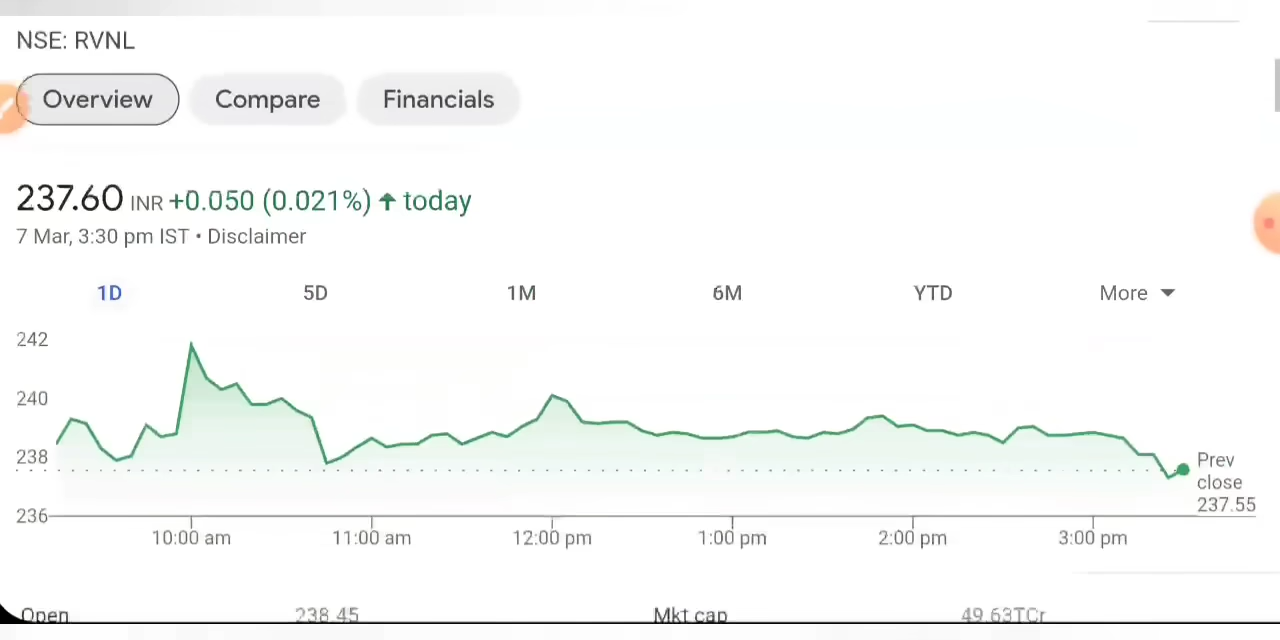 NSE: RVNL
Overview Compare Financials
237.60 INR +0.050 (0.021%) ↑ today
7 Mar, 3:30 pm IST • Disclaimer
1D 5D 1M 6M YTD More
242
240
238
236
Prev
close
237.55
10:00 am 11:00 am 12:00 pm 1:00 pm 2:00 pm 3:00 pm
Open 238.45 Mkt cap 49.63TCr